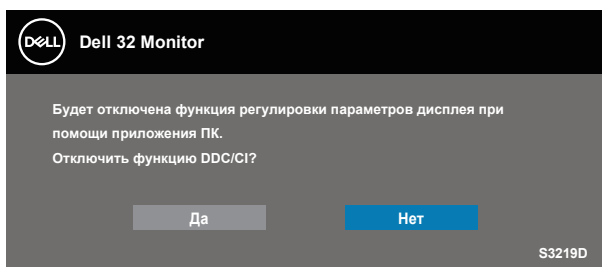 DELL
Dell 32 Monitor
Будет отключена функция регулировки параметров дисплея при
помощи приложения ПК.
Отключить функцию DDC/CI?
Да
Нет
S3219D